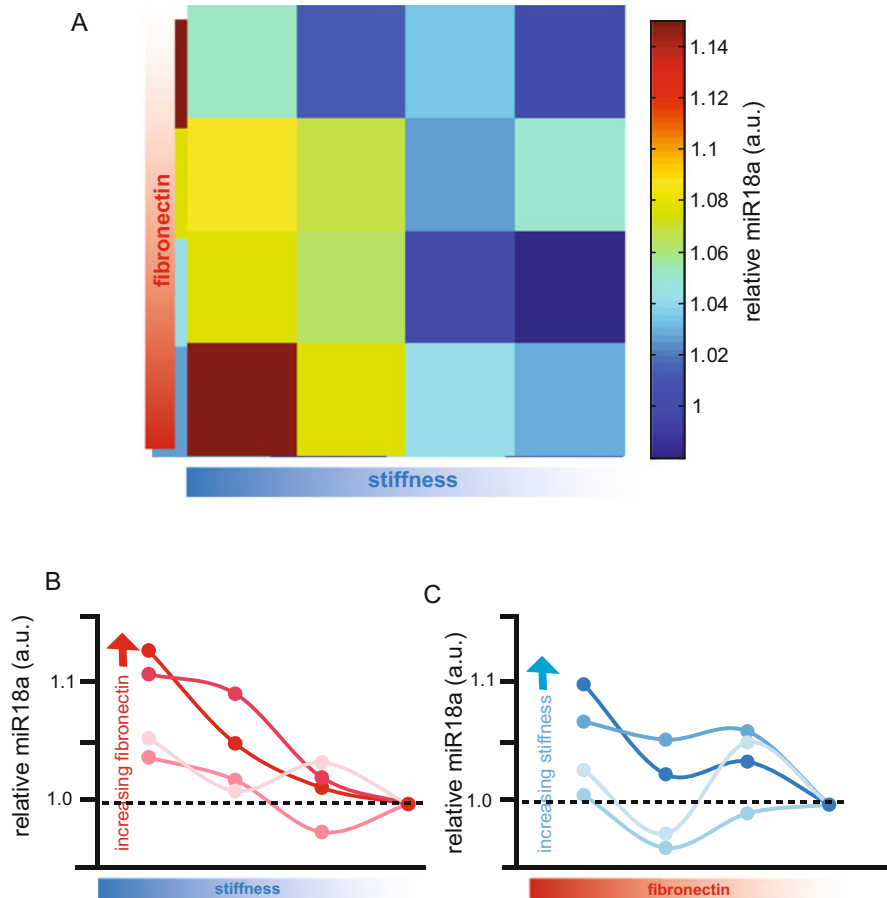 A
fibronectin
stiffness
1.14
1.12
1.1
1.08
1.06
1.04
1.02
1
relative miR18a (a.u.)
B
relative miR18a (a.u.)
1.1
1.0
increasing fibronectin
stiffness
C
relative miR18a (a.u.)
1.1
1.0
increasing stiffness
fibronectin